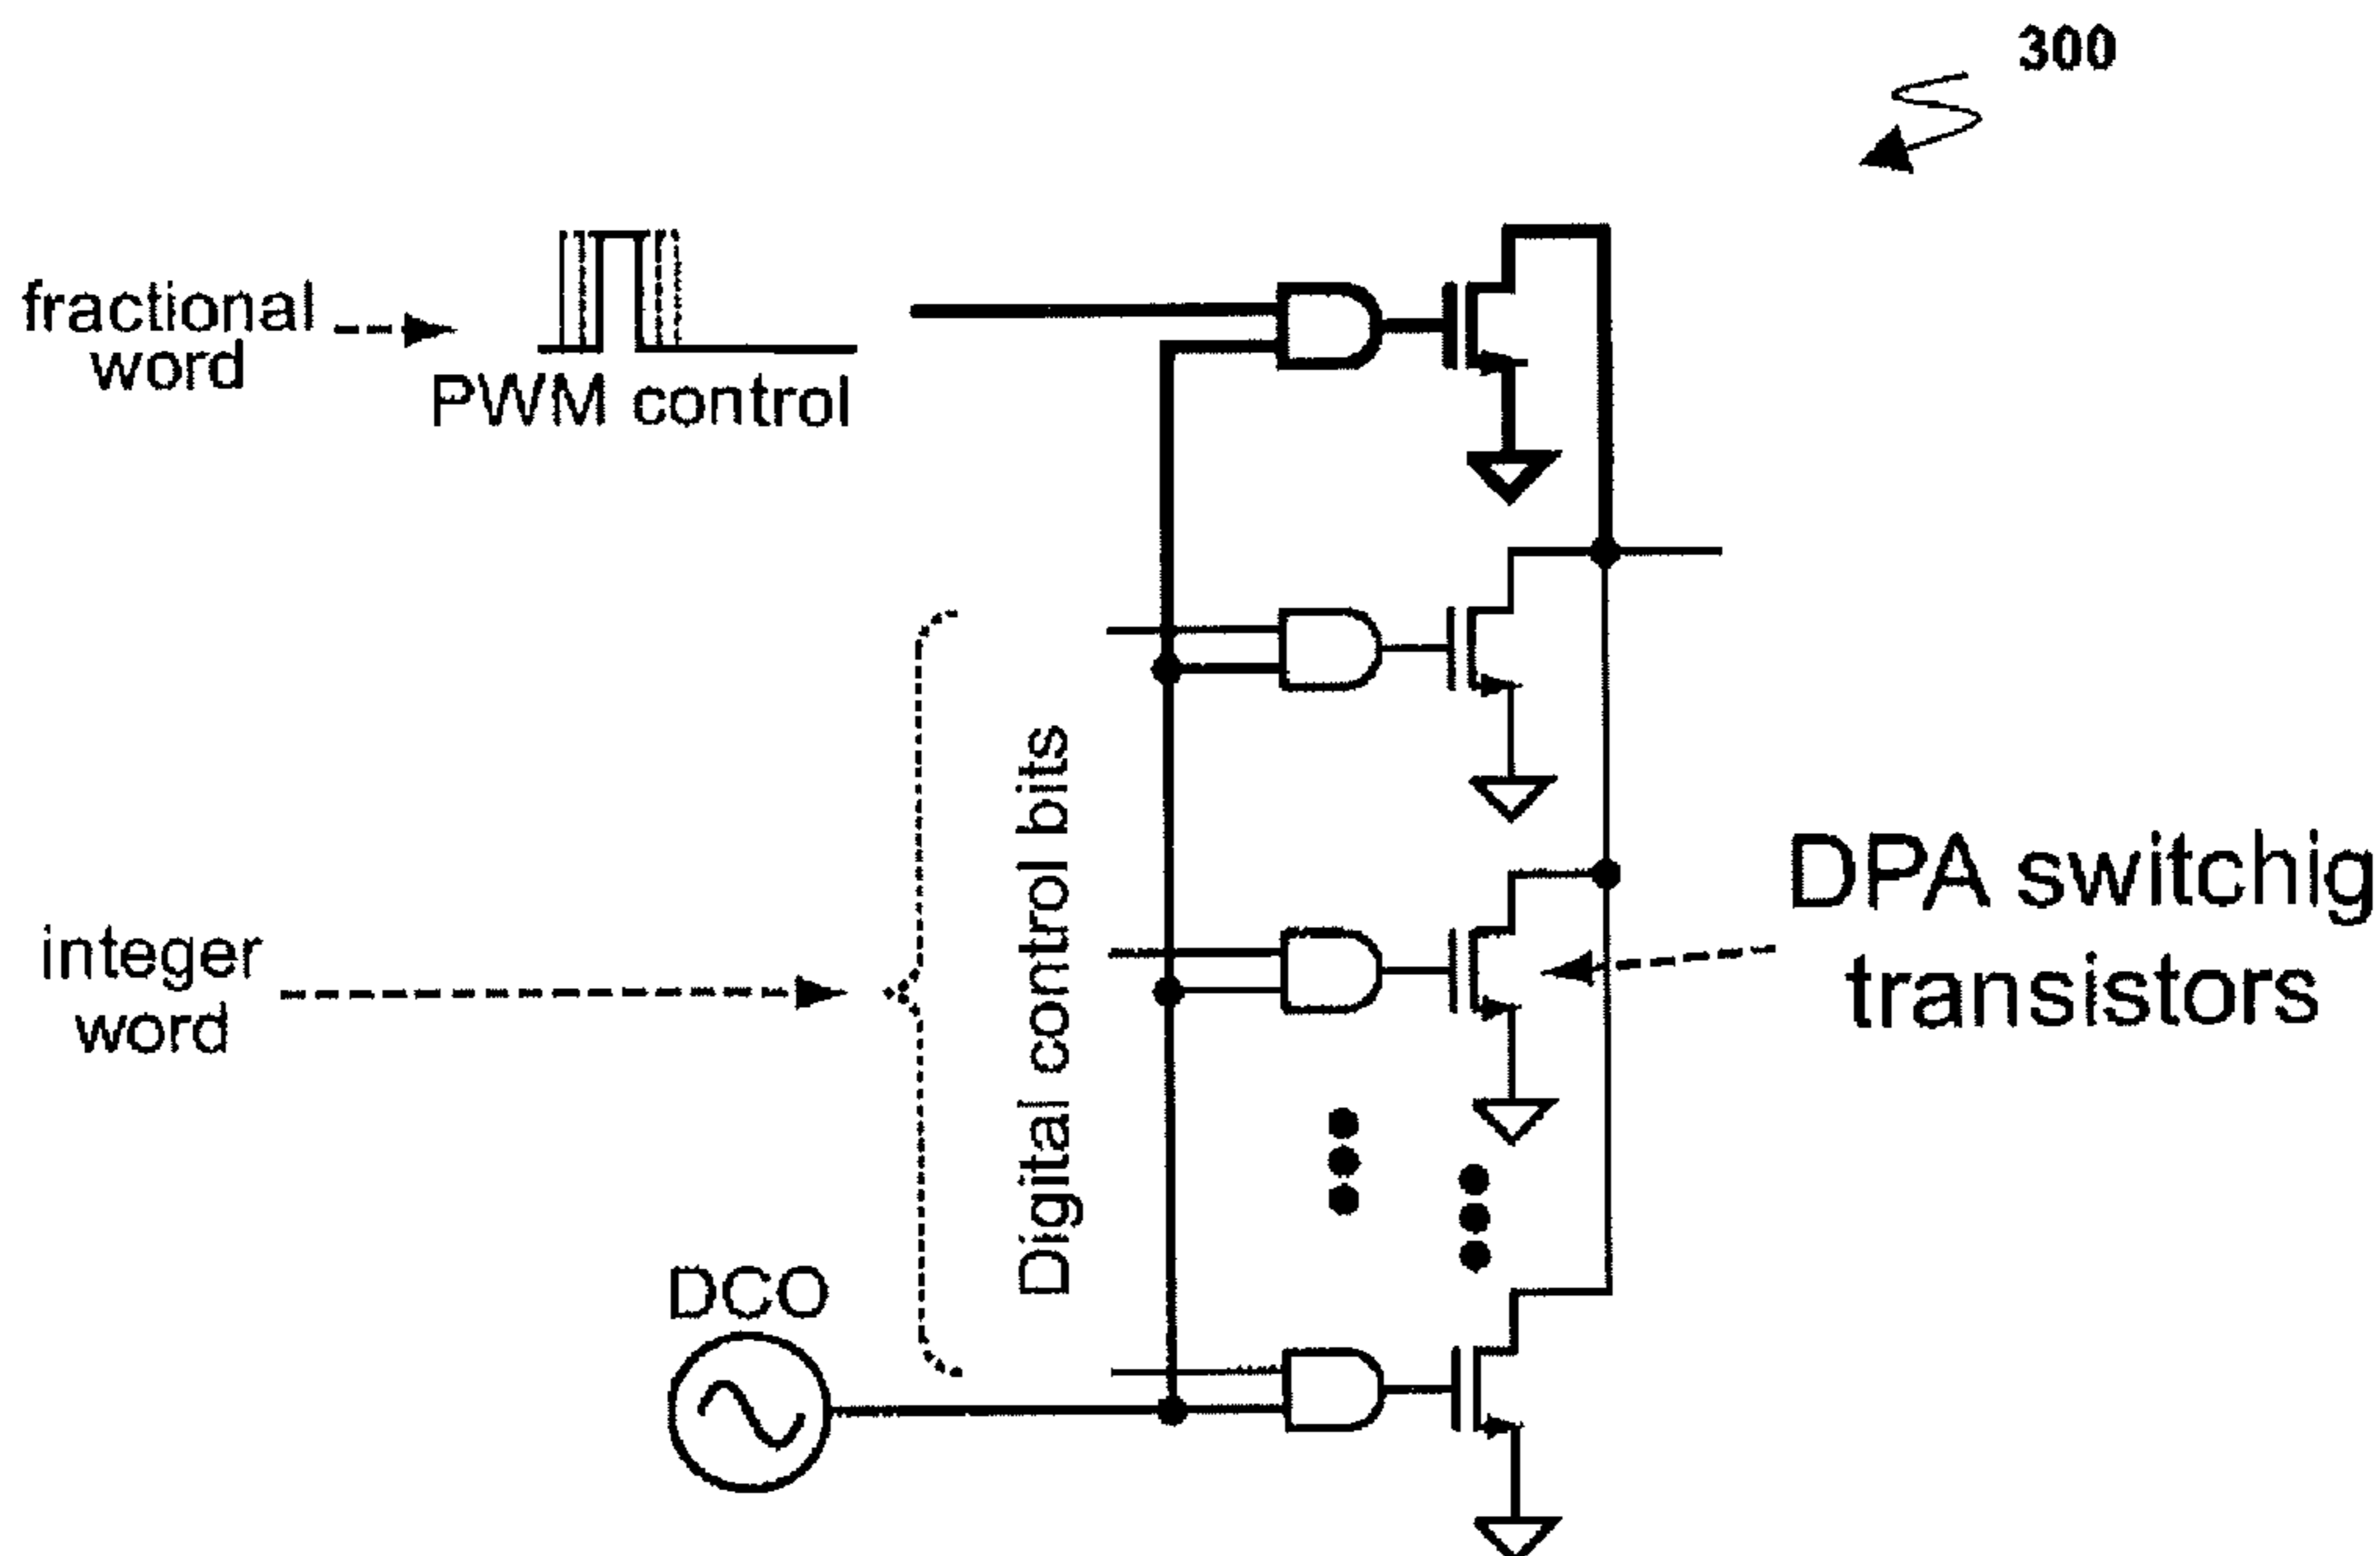 300
fractional
word
PWM control
Digital control bits
DPA switchig
transistors
integer
word
DCO